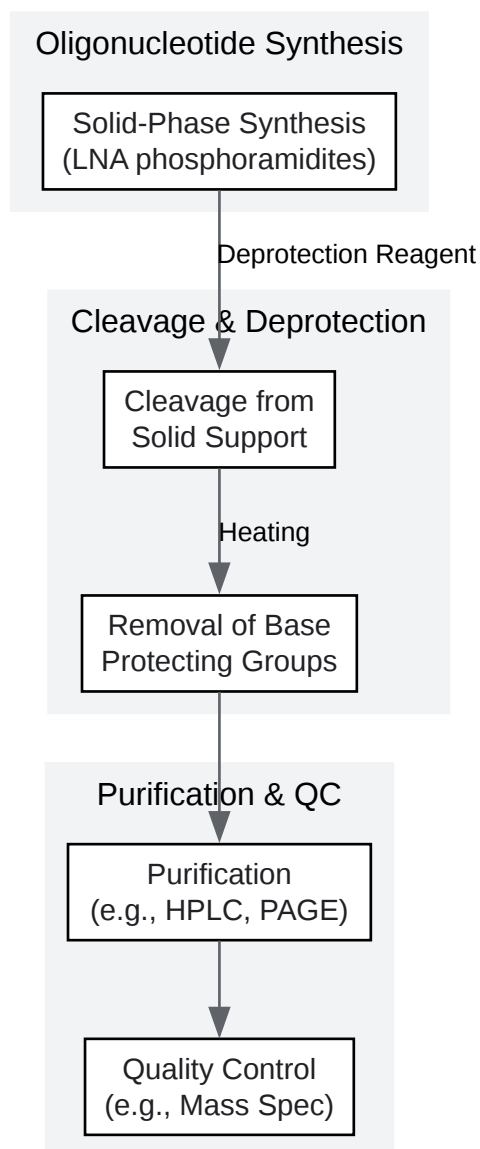 Oligonucleotide Synthesis
Solid-Phase Synthesis
(LNA phosphoramidites)
Deprotection Reagent
Cleavage & Deprotection
Cleavage from
Solid Support
Heating
Removal of Base
Protecting Groups
Purification & QC
Purification
(e.g., HPLC, PAGE)
Quality Control
(e.g., Mass Spec)